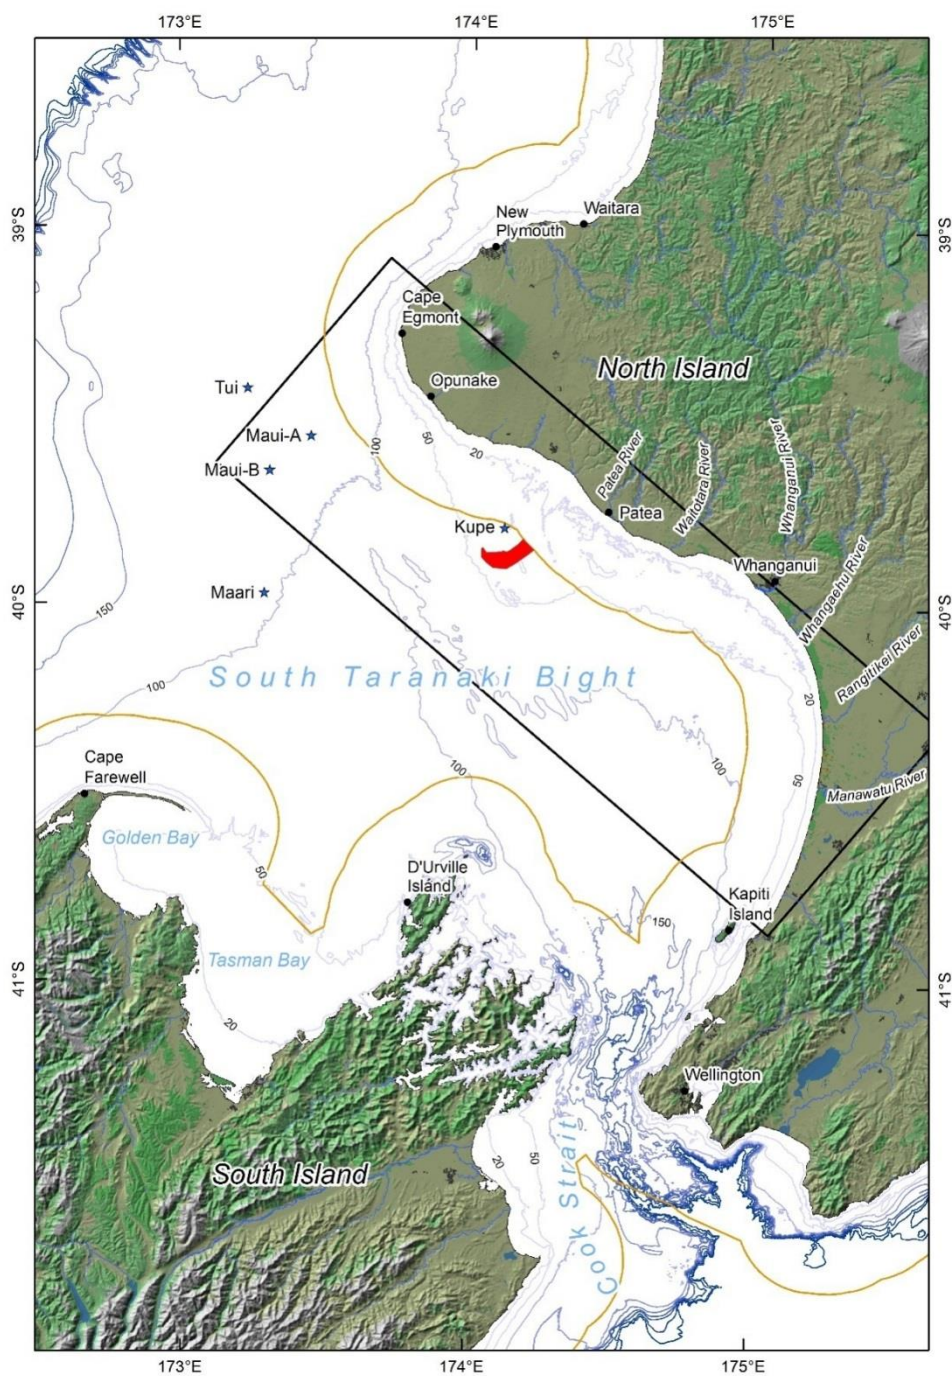 173°E
174°E
175°E
39°S
39°S
New
Plymouth
Waitara
Cape
Egmont
North Island
Tui
Opunake
Maui-A
Maui-B
100
50
20
Patea River
Waitotara River
Whanganui River
Patea
Kupe
Whanganui
Whangaehu River
40°S
40°S
Maari
150
100
South Taranaki Bight
Rangitikei River
20
100
100
50
Cape
Farewell
Manawatu River
Golden Bay
50
D'Urville
Island
Kapiti
Island
150
Tasman Bay
41°S
41°S
20
Wellington
South Island
20
50
Cook Strait
173°E
174°E
175°E